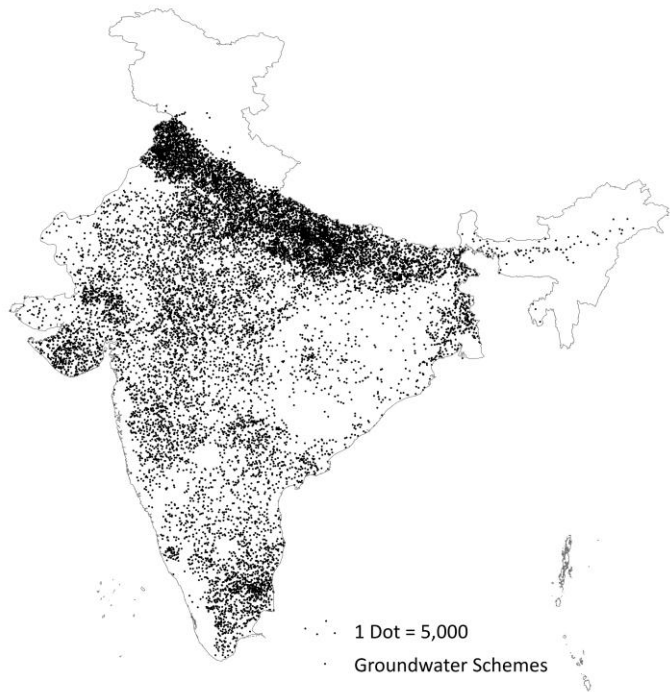 1 Dot = 5,000
Groundwater Schemes